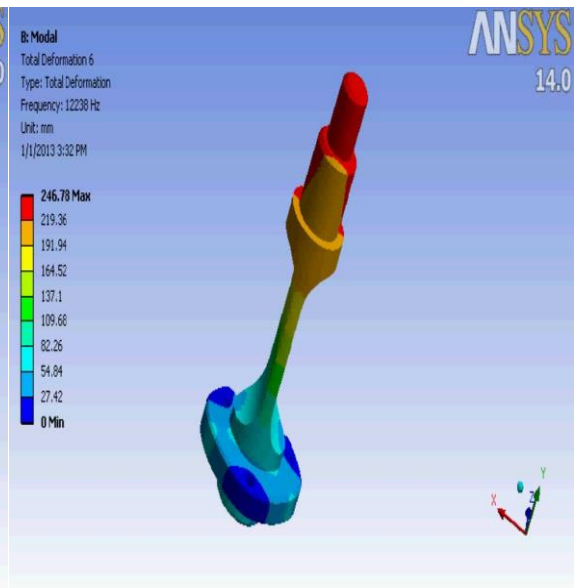 B: Modal
Total Deformation 6
Type: Total Deformation
Frequency: 12238 Hz
Unit: mm
1/1/2013 3:32 PM
ANSYS
14.0
246.78 Max
219.36
191.94
164.52
137.1
109.68
82.26
54.84
27.42
0 Min
Y
X
Z